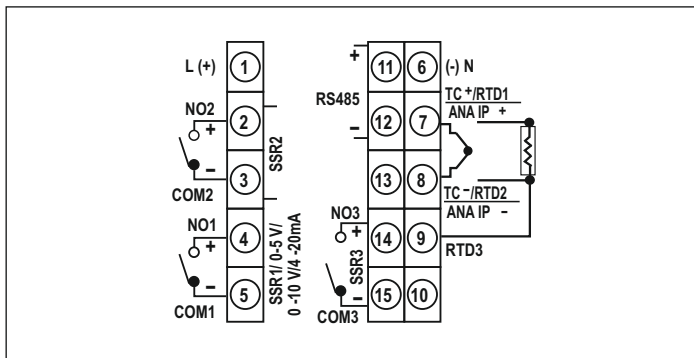 L (+)
1
NO2
+
2
SSR2
−
3
COM2
NO1
+
4
SSR1/ 0-5 V/
0 -10 V/4 -20mA
−
5
COM1
+
11
6
(-) N
RS485
TC +/RTD1
ANA IP +
12
7
−
13
8
TC −/RTD2
ANA IP −
NO3
+
14
9
RTD3
SSR3
−
15
10
COM3